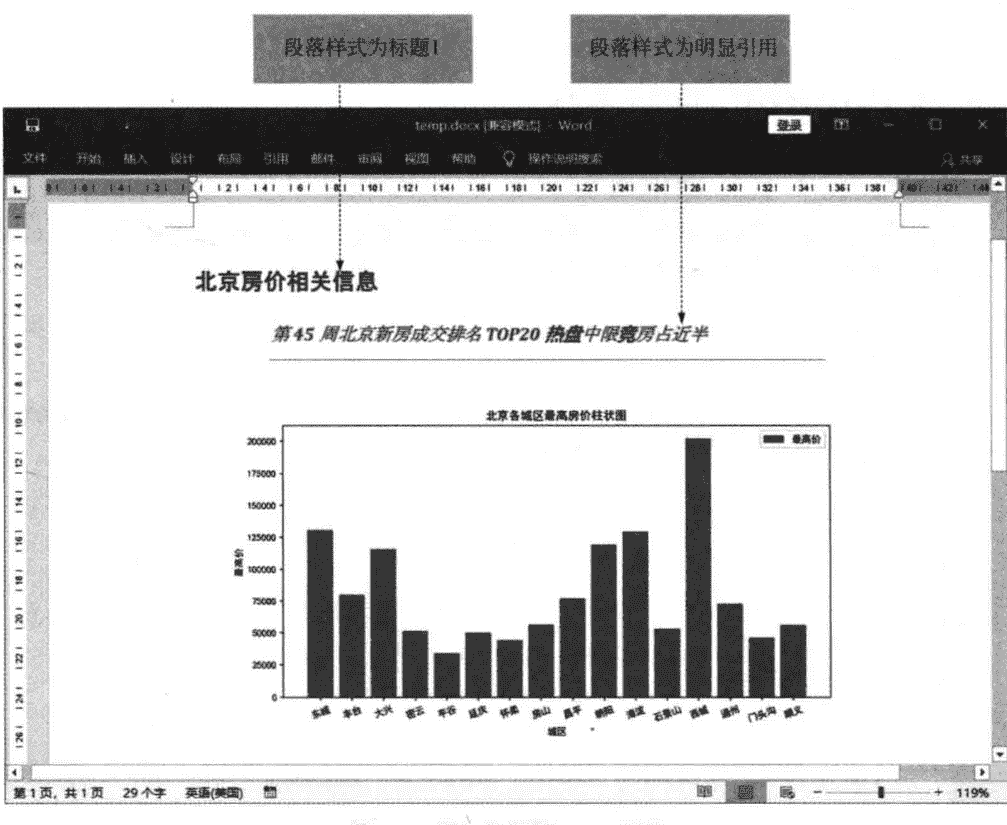 段落样式为标题1
段落样式为明显引用
temp.docx [兼容模式] - Word
登录
文件 开始 插入 设计 布局 引用 邮件 审阅 视图 帮助 操作说明搜索 共享
北京房价相关信息
第45 周北京新房成交排名 TOP20 热盘中限竞房占近半
北京各城区最高房价柱状图
最高价
200000
175000
150000
125000
100000
75000
50000
25000
0
最高价
东城 丰台 大兴 密云 平谷 延庆 怀柔 房山 昌平 朝阳 海淀 石景山 西城 通州 门头沟 顺义
城区
第1页, 共1页 29个字 英语(美国) 119%